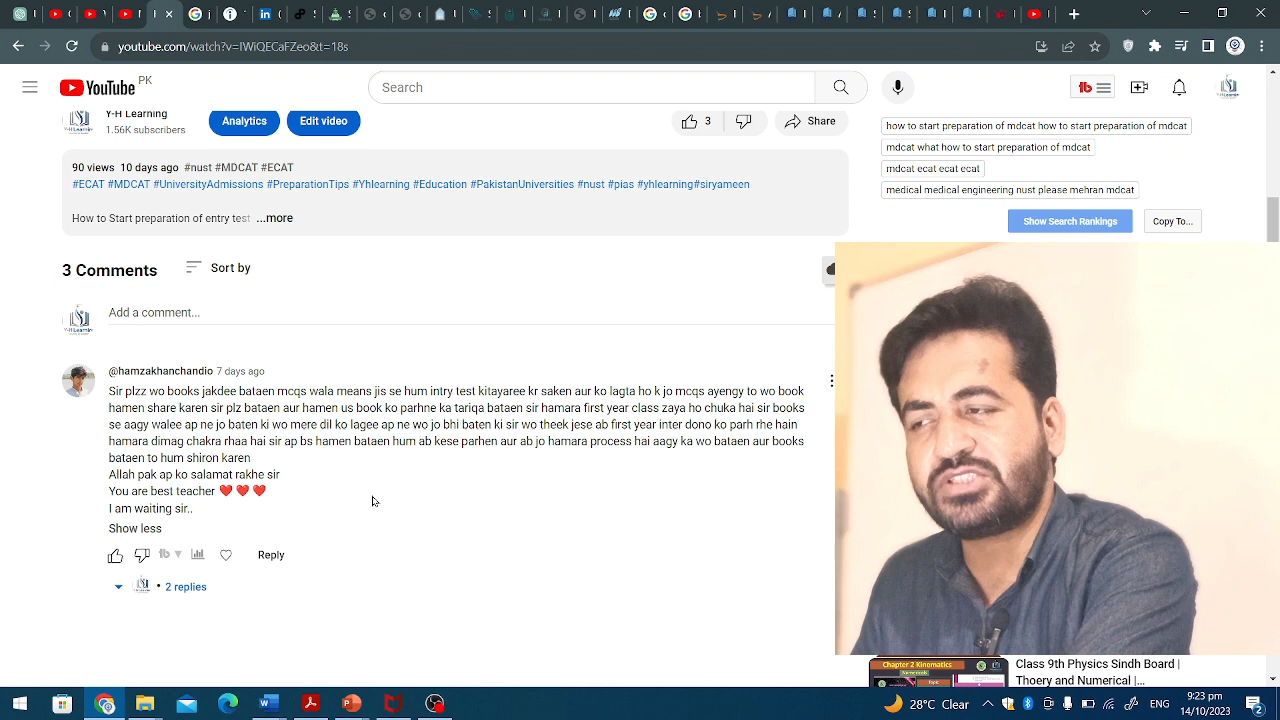 youtube.com/watch?v=IWiQECaFZeo&t=18s
YouTube PK
Search
Y-H Learning
1.56K subscribers
Analytics
Edit video
3
Share
90 views 10 days ago #nust #MDCAT #ECAT
#ECAT #MDCAT #UniversityAdmissions #PreparationTips #Yhlearning #Education #PakistanUniversities #nust #pias #yhlearning#siryameen
How to Start preparation of entry test ...more
how to start preparation of mdcat how to start preparation of mdcat
mdcat what how to start preparation of mdcat
mdcat ecat ecat ecat
medical medical engineering nust please mehran mdcat
Show Search Rankings
Copy To...
3 Comments
Sort by
Add a comment...
@hamzakhanchandio 7 days ago
Sir plzz wo books jakdee bataen mcqs wala means jis se hum intry test kitayaree kr saken aur ko lagta ho k jo mcqs ayengy to wo book
hamen share karen sir plz bataen aur hamen us book ko parhne ka tariqa bataen sir hamara first year class zaya ho chuka hai sir books
se aagy walee ap ne jo baten ki wo mere dil ko lagee ap ne wo jo bhi baten ki sir wo theek jese ab first year inter dono ko parh rhe hain
hamara dimag chakra rhaa hai sir ap bs hamen bataen hum ab kese parhen aur ab jo hamara process hai aagy ka wo bataen aur books
bataen to hum shiron karen
Allah pak ap ko salamat rakhe sir
You are best teacher ❤️❤️❤️
I am waiting sir..
Show less
Reply
2 replies
Chapter 2 Kinematics
Numericals
Topic
Class 9th Physics Sindh Board |
Thoery and Numerical |...
28°C Clear
9:23 pm
14/10/2023
2